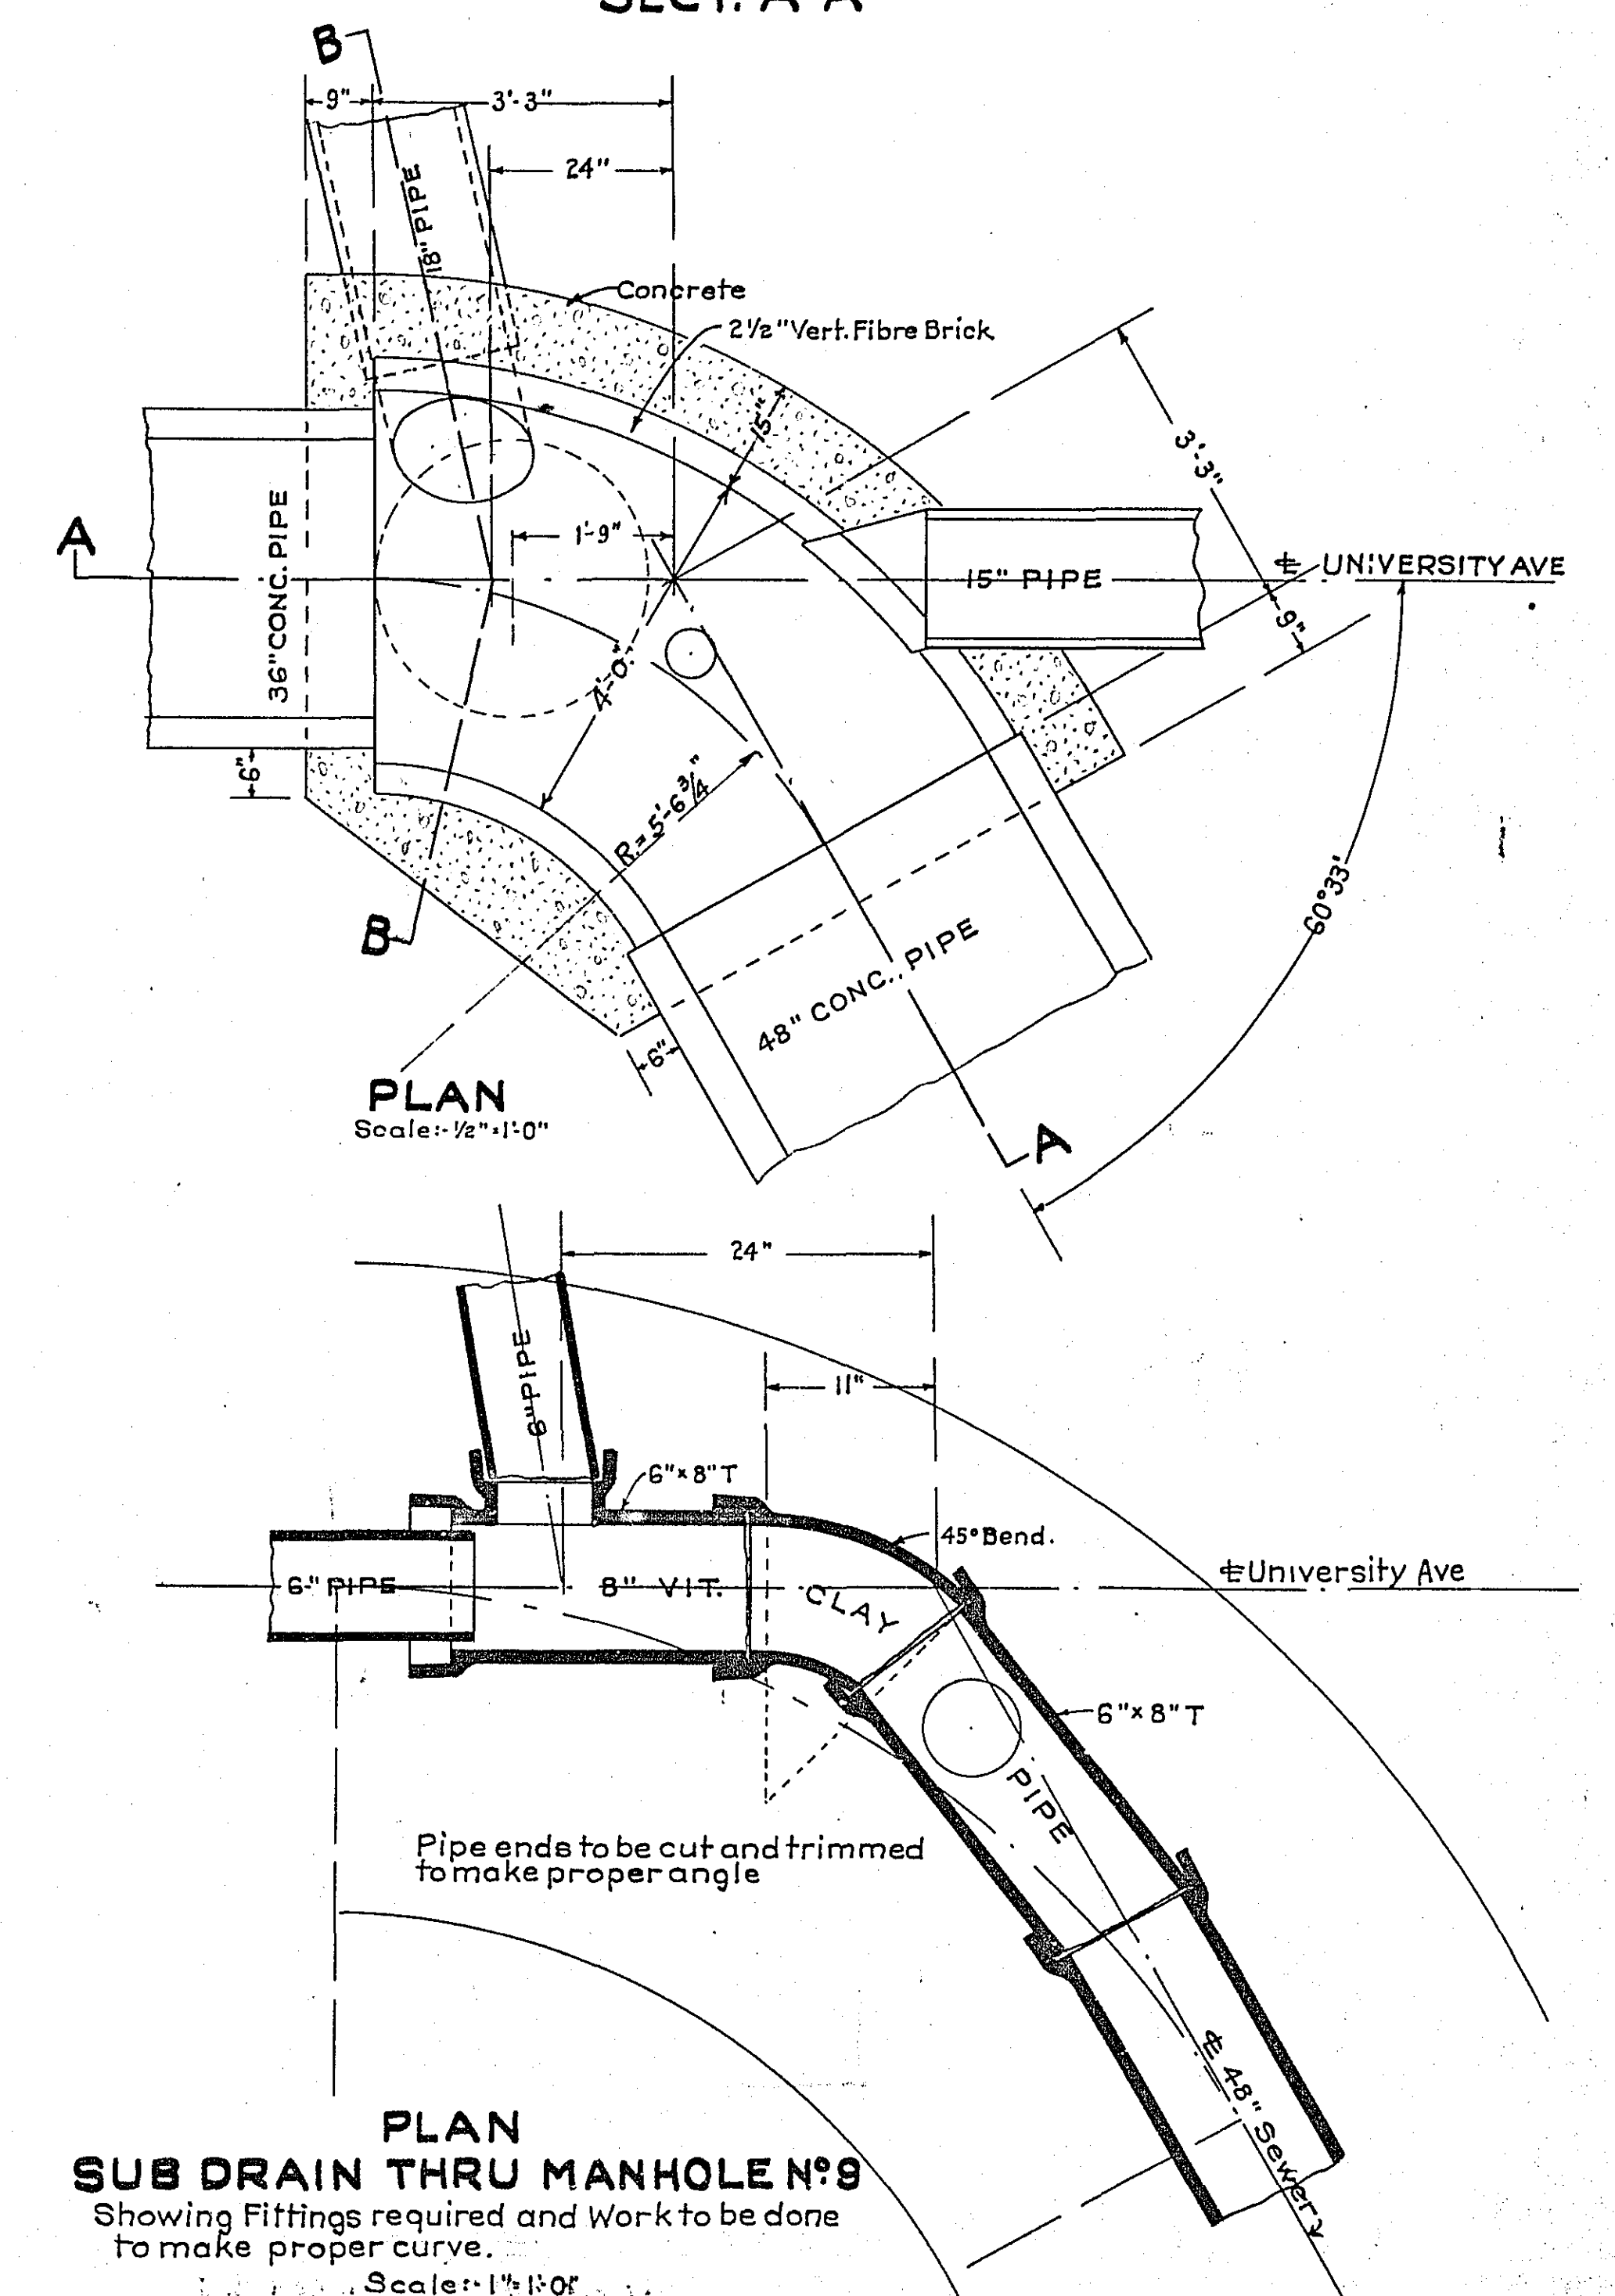 SECT. A-A
B
9"
3'-3"
24"
18" PIPE
Concrete
2½" Vert. Fibre Brick
15"
3'-3"
A
1'-9"
36" CONC. PIPE
15" PIPE
℄ UNIVERSITY AVE
9"
4'-0"
6"
R.= 5'-6¾"
60°33'
B
48" CONC. PIPE
6"
PLAN
Scale:- ½"=1'-0"
A
24"
8" PIPE
11"
6"x 8" T
45° Bend.
℄ University Ave
6" PIPE
8" VIT.
CLAY
6"x 8" T
PIPE
Pipe ends to be cut and trimmed
to make proper angle
℄ 48" Sewer
PLAN
SUB DRAIN THRU MANHOLE Nº 9
Showing Fittings required and Work to be done
to make proper curve.
Scale:- 1"=1'-0"